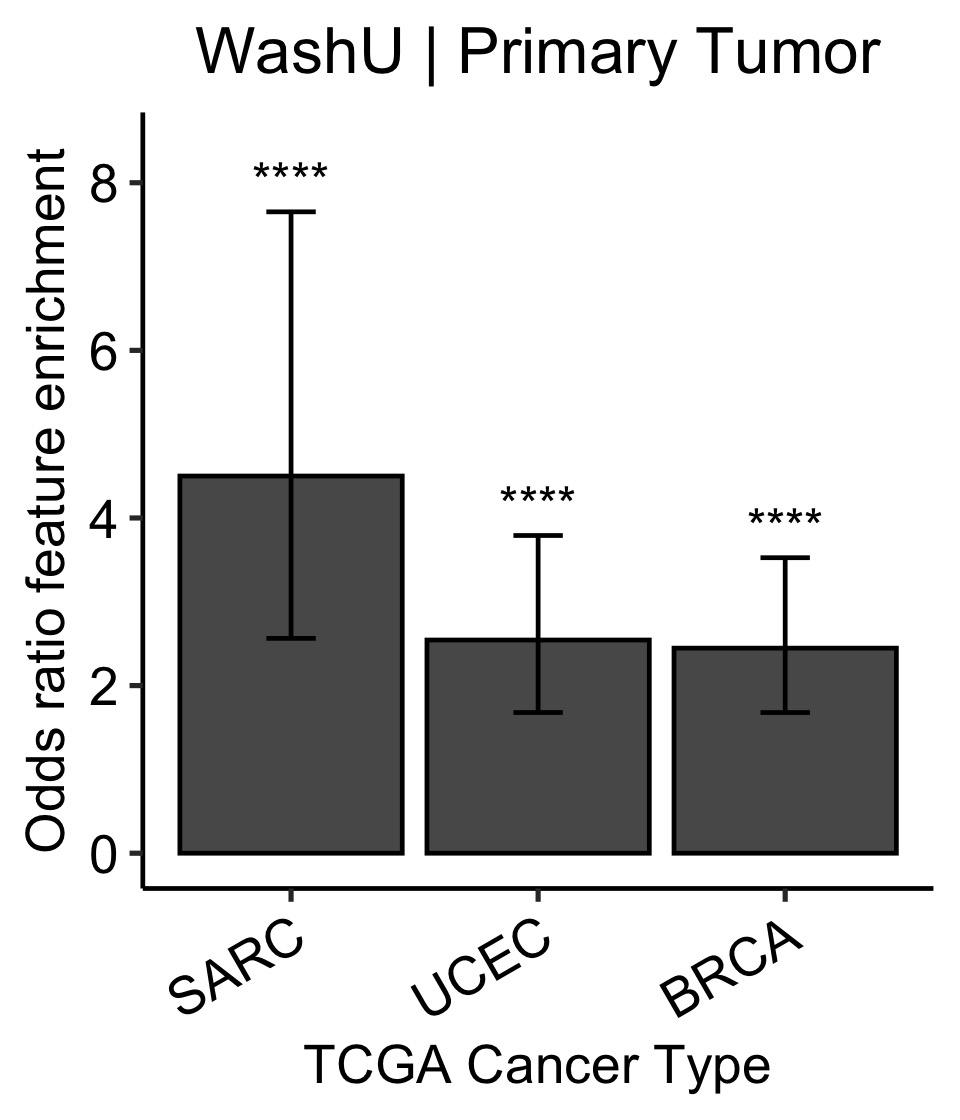 WashU | Primary Tumor
Odds ratio feature enrichment
8
6
4
2
0
****
****
****
SARC
UCEC
BRCA
TCGA Cancer Type